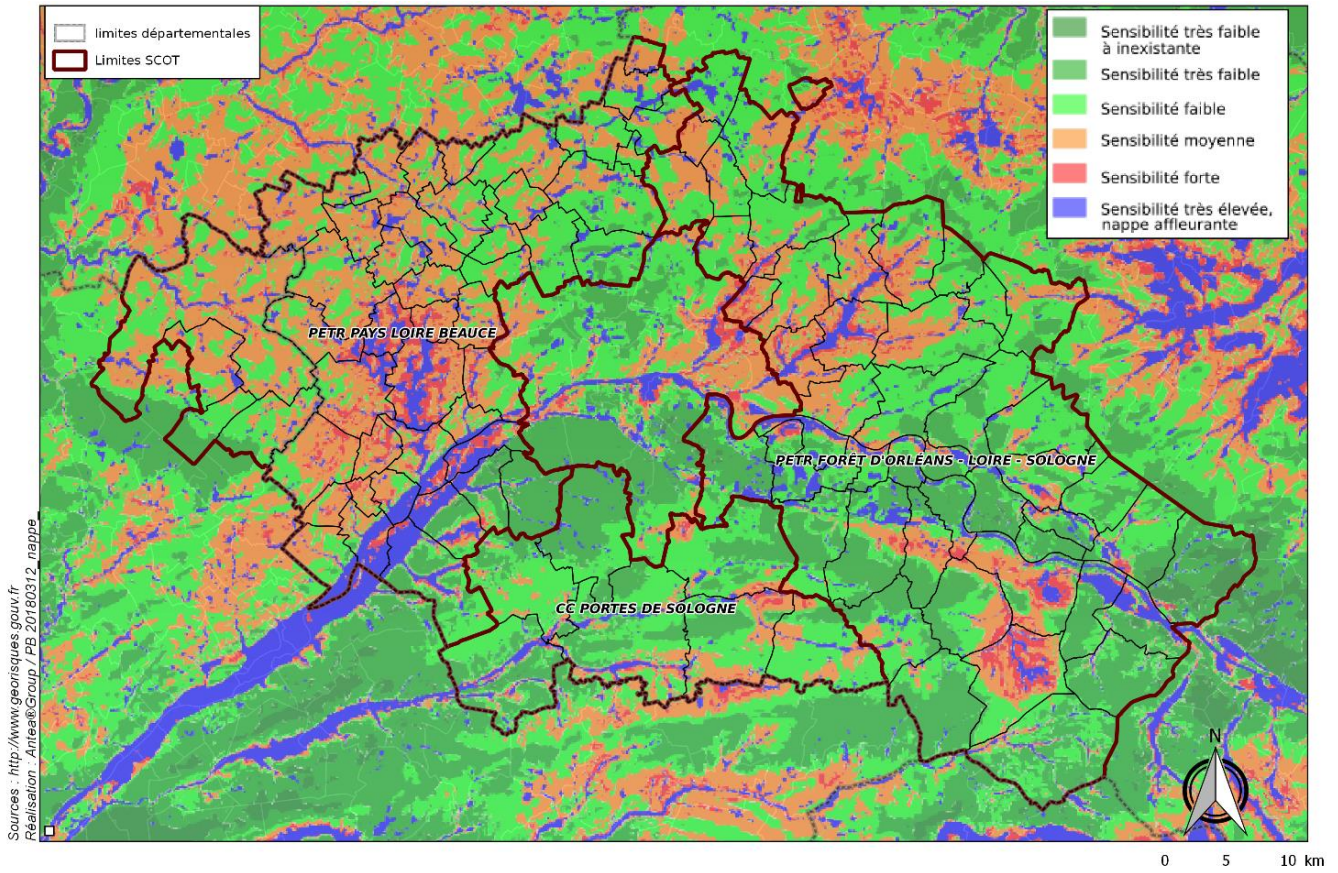 limites départementales
Limites SCOT
Sensibilité très faible
à inexistante
Sensibilité très faible
Sensibilité faible
Sensibilité moyenne
Sensibilité forte
Sensibilité très élevée,
nappe affleurante
PETR PAYS LOIRE BEAUCE
PETR FORÊT D'ORLÉANS - LOIRE - SOLOGNE
CC PORTES DE SOLOGNE
Sources : http://www.georisques.gouv.fr
Réalisation : Antea®Group / PB 20180312_nappe_
N
0 5 10 km